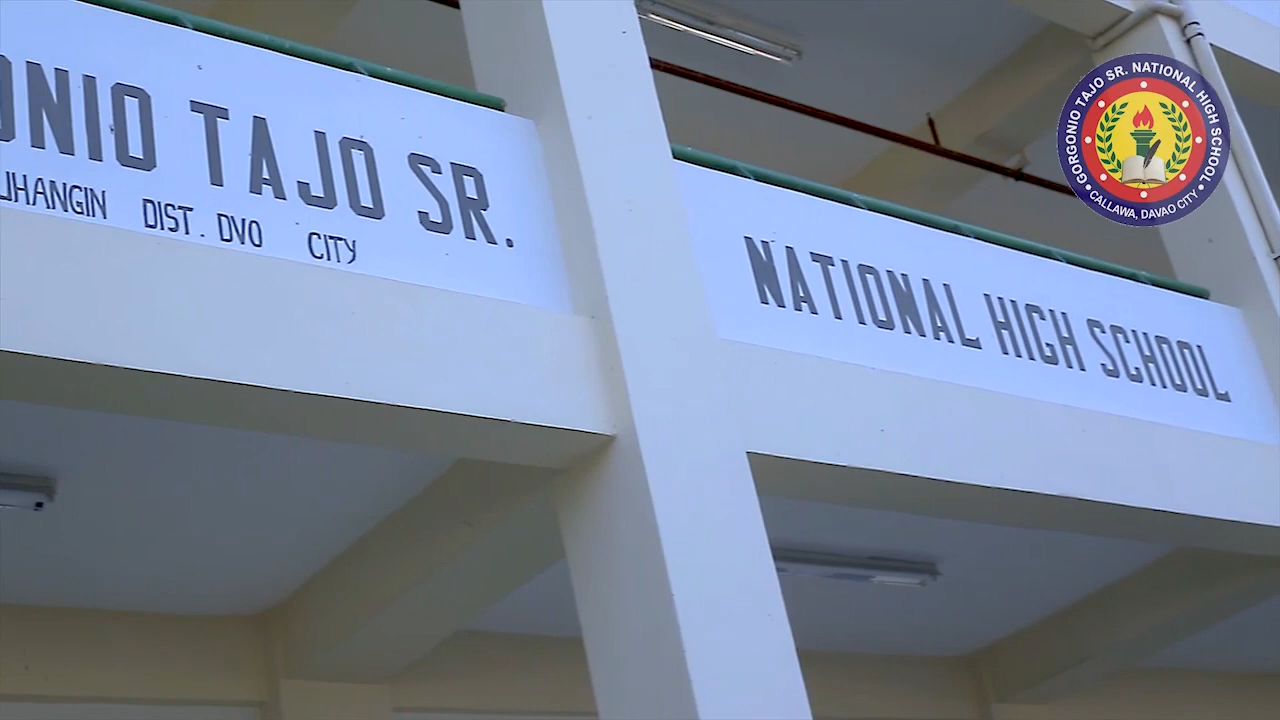 ONIO TAJO SR.
UHANGIN DIST. DVO CITY
NATIONAL HIGH SCHOOL
GORGONIO TAJO SR. NATIONAL HIGH SCHOOL
CALLAWA, DAVAO CITY